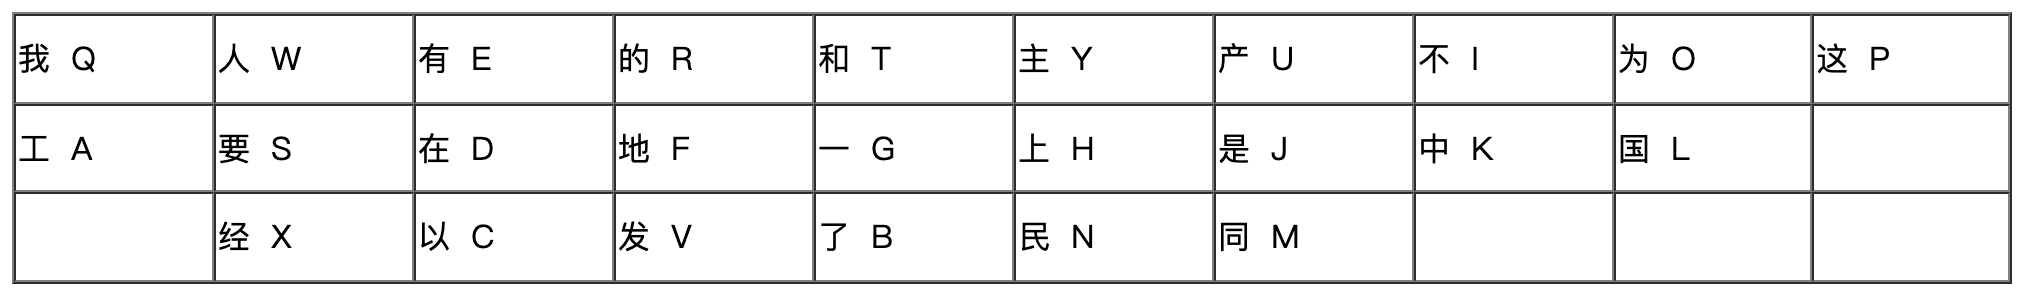 我 Q 人 W 有 E 的 R 和 T 主 Y 产 U 不 I 为 O 这 P
工 A 要 S 在 D 地 F 一 G 上 H 是 J 中 K 国 L
经 X 以 C 发 V 了 B 民 N 同 M